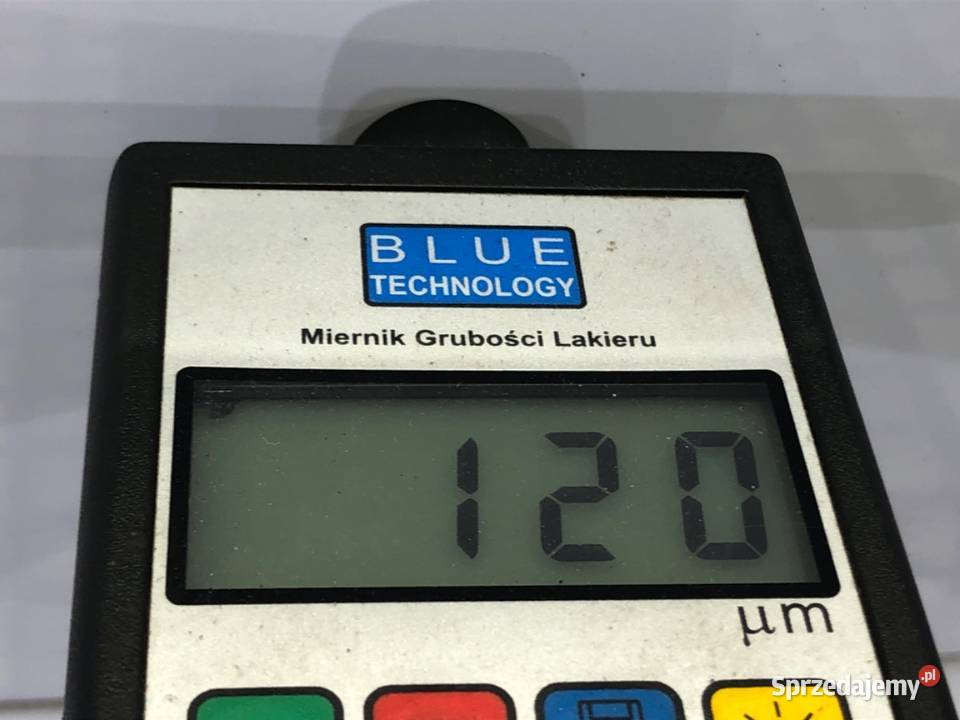 BLUE
TECHNOLOGY
Miernik Grubości Lakieru
120
µm
Sprzedajemy.pl